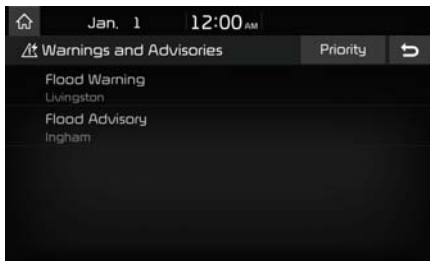 Jan. 1 12:00 AM
Warnings and Advisories Priority
Flood Warning
Livingston
Flood Advisory
Ingham